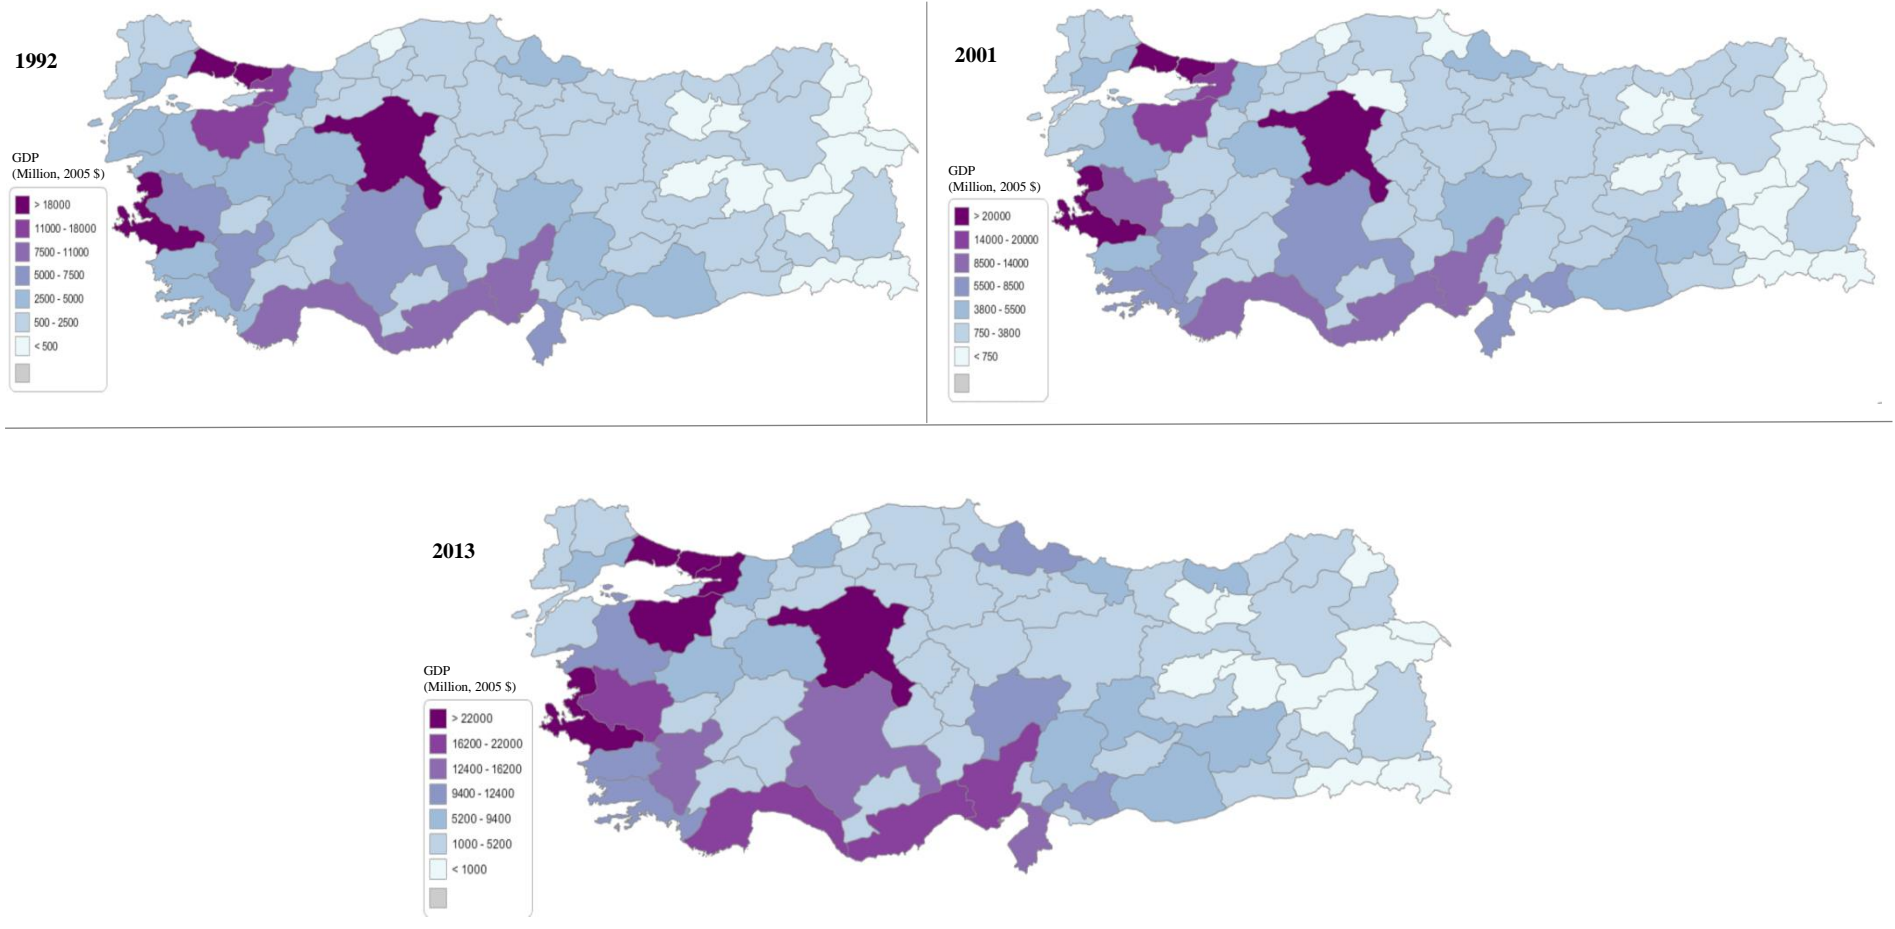 1992
GDP
(Million, 2005 $)
> 18000
11000 - 18000
7500 - 11000
5000 - 7500
2500 - 5000
500 - 2500
< 500
2001
GDP
(Million, 2005 $)
> 20000
14000 - 20000
8500 - 14000
5500 - 8500
3800 - 5500
750 - 3800
< 750
2013
GDP
(Million, 2005 $)
> 22000
16200 - 22000
12400 - 16200
9400 - 12400
5200 - 9400
1000 - 5200
< 1000